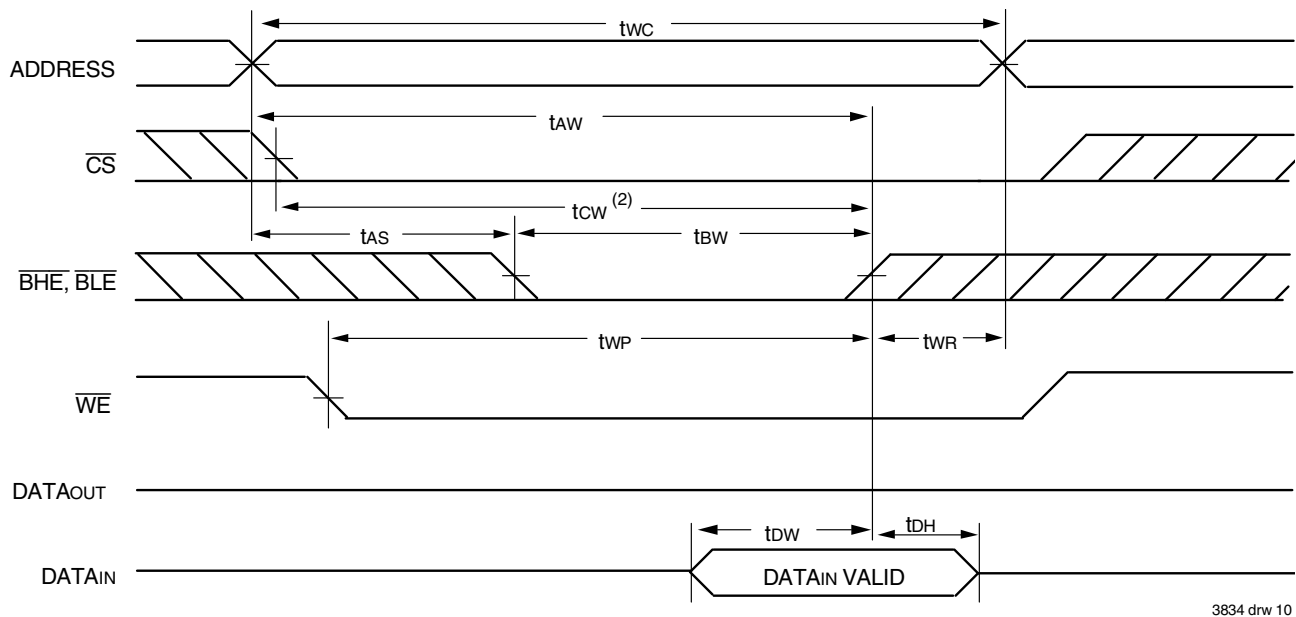 tWC
ADDRESS
tAW
CS
tCW (2)
tAS
tBW
BHE, BLE
tWP
tWR
WE
DATAOUT
tDW
tDH
DATAIN
DATAIN VALID
3834 drw 10